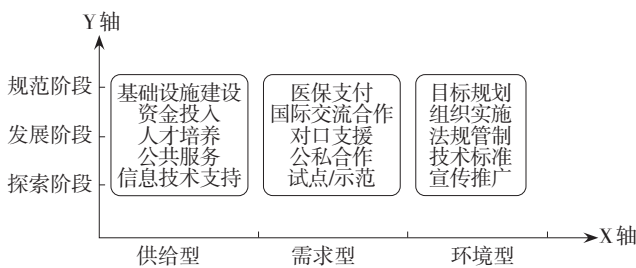 Y轴
规范阶段
发展阶段
探索阶段
基础设施建设
资金投入
人才培养
公共服务
信息技术支持
医保支付
国际交流合作
对口支援
公私合作
试点/示范
目标规划
组织实施
法规管制
技术标准
宣传推广
X轴
供给型
需求型
环境型